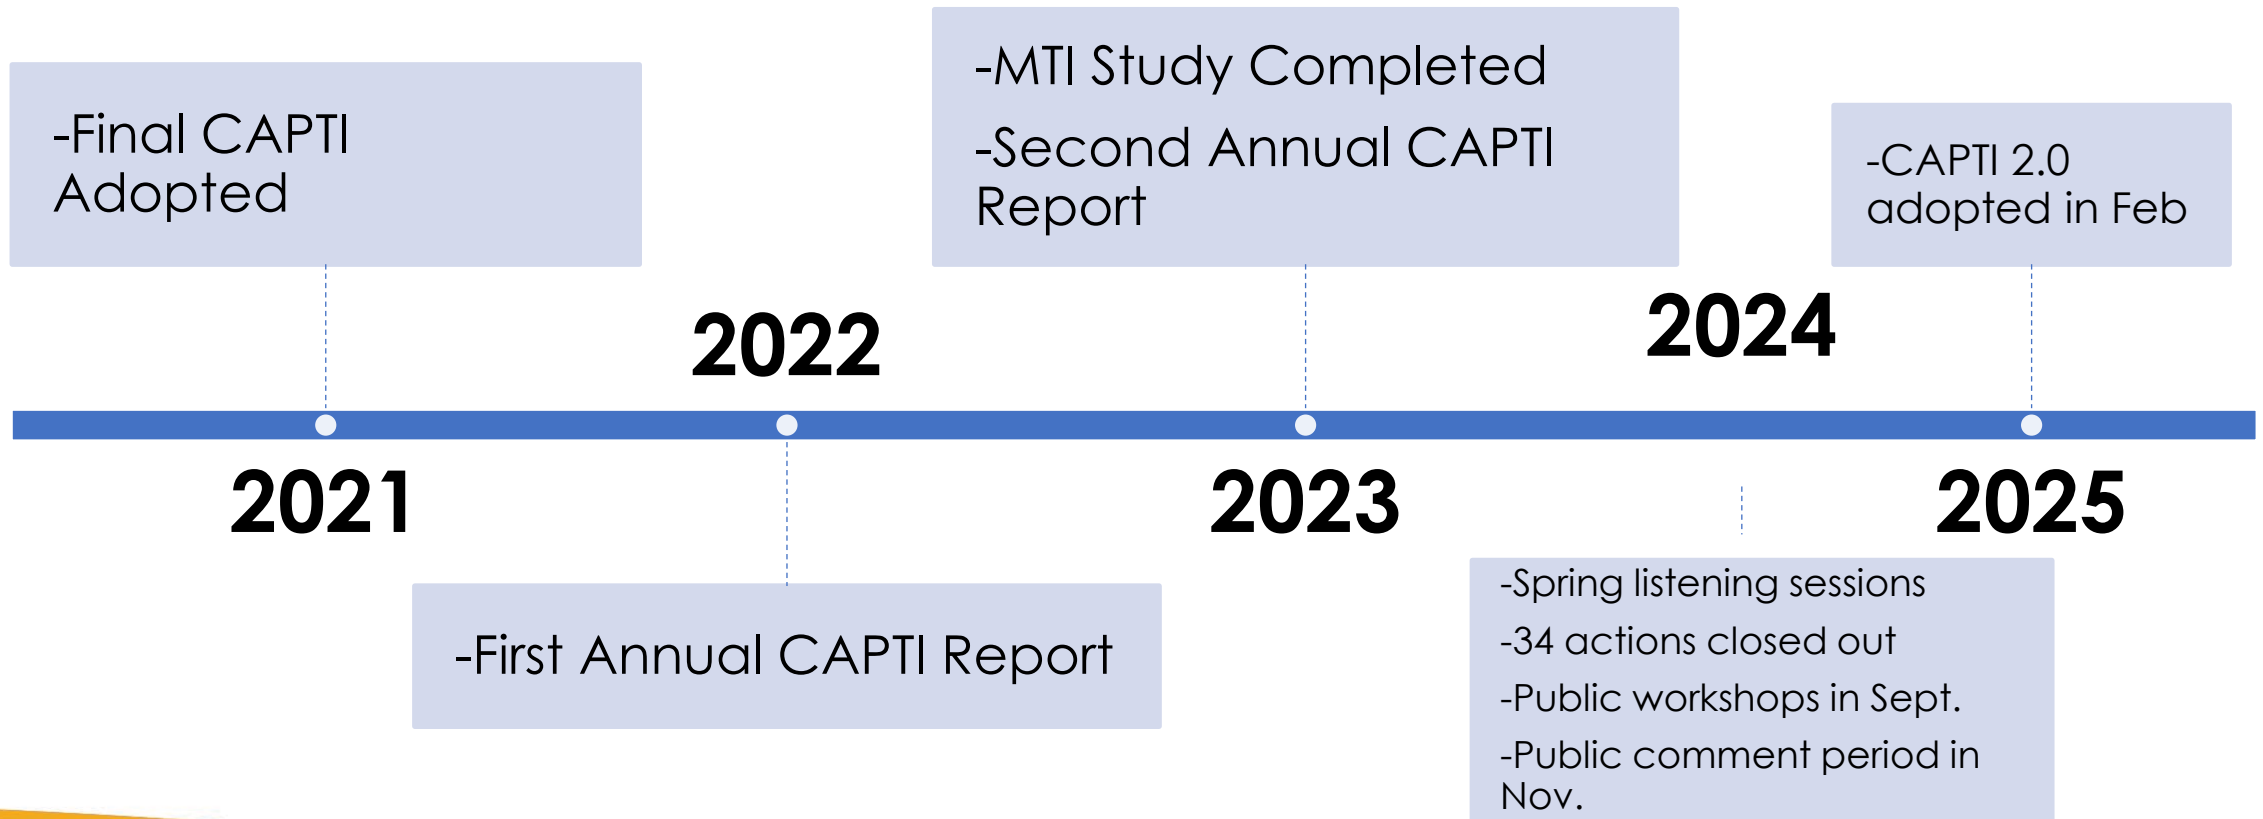 -Final CAPTI
Adopted
-MTI Study Completed
-Second Annual CAPTI
Report
-CAPTI 2.0
adopted in Feb
2022
2024
2021
2023
2025
-First Annual CAPTI Report
-Spring listening sessions
-34 actions closed out
-Public workshops in Sept.
-Public comment period in
Nov.